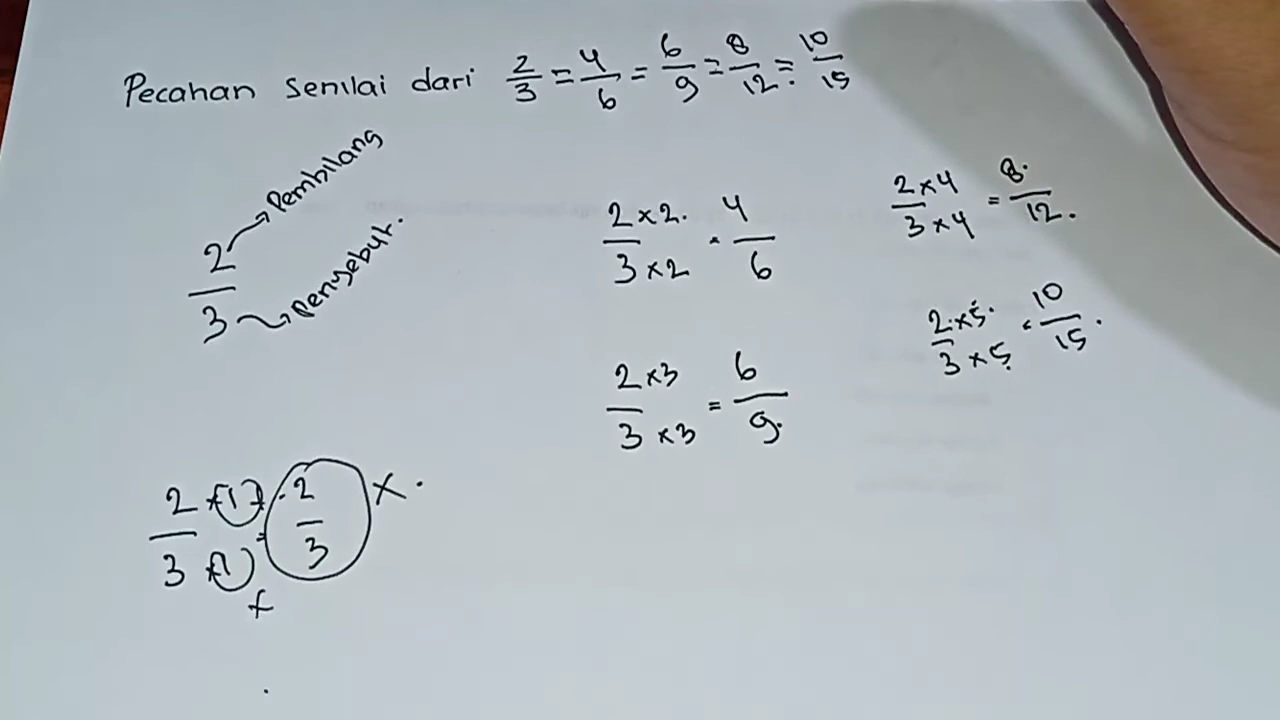 Pecahan senilai dari 2/3 = 4/6 = 6/9 = 8/12 = 10/15
Pembilang
2/3
Penyebut.
2 × 2 / 3 × 2 = 4/6
2 × 3 / 3 × 3 = 6/9
2 × 4 / 3 × 4 = 8/12
2 × 5 / 3 × 5 = 10/15
2 × 1 / 3 × 1 = 2/3 ×
×